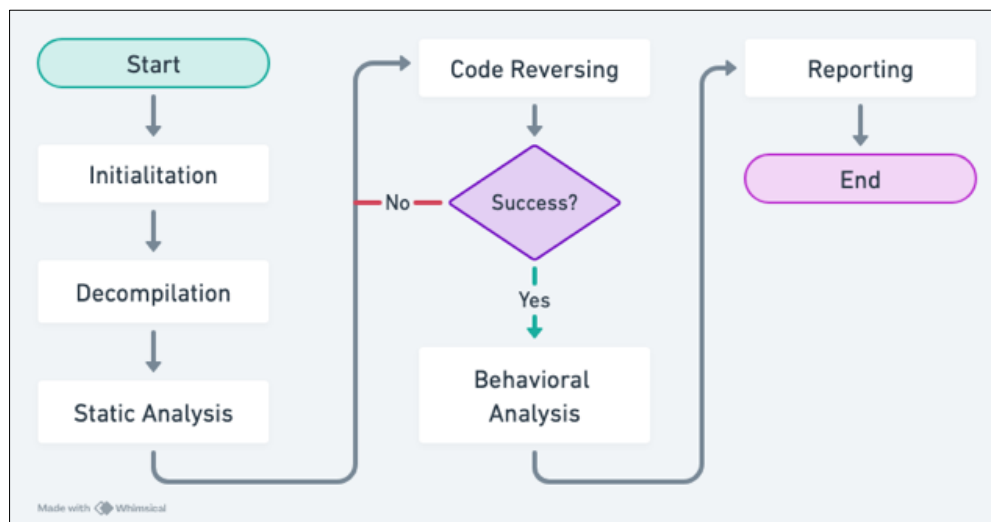 Start
Initialitation
Decompilation
Static Analysis
Code Reversing
Success?
No
Yes
Behavioral
Analysis
Reporting
End
Made with Whimsical